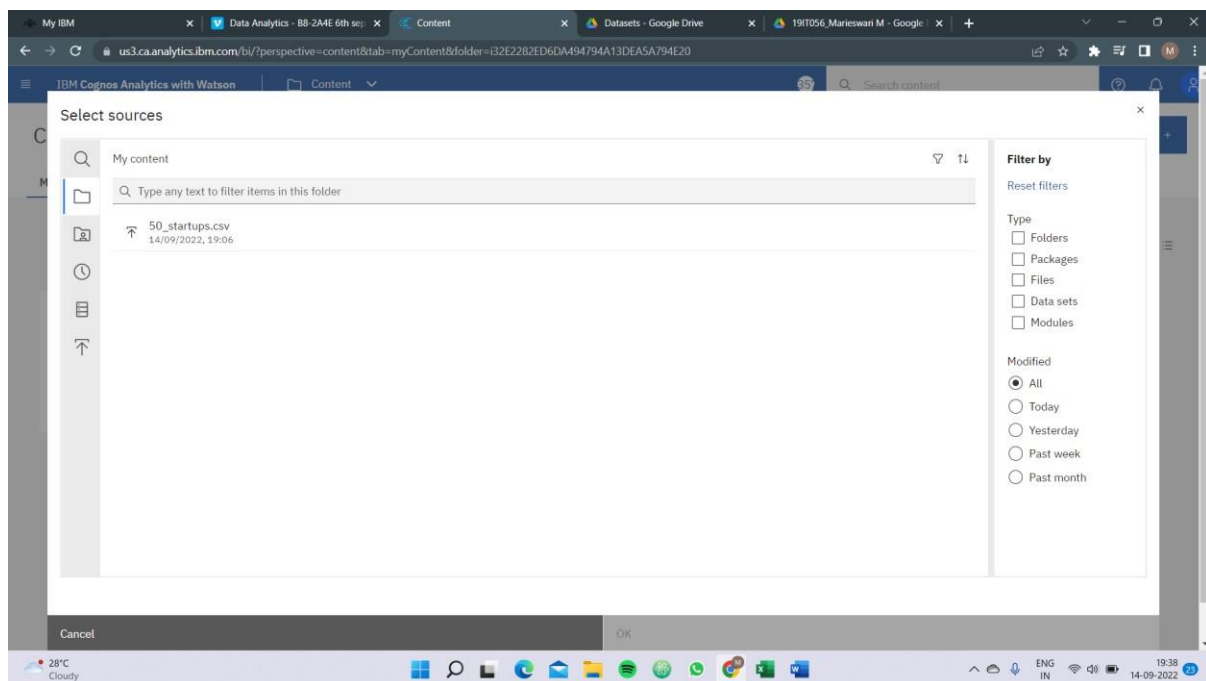 My IBM
Data Analytics - B8-2A4E 6th sep
Content
Datasets - Google Drive
19IT056_Marieswari M - Google
us3.ca.analytics.ibm.com/bi/?perspective=content&tab=myContent&folder=i32E2282ED6DA494794A13DEA5A794E20
M
IBM Cognos Analytics with Watson
Content
35
Search content
Select sources
C
M
My content
Type any text to filter items in this folder
50_startups.csv
14/09/2022, 19:06
Filter by
Reset filters
Type
Folders
Packages
Files
Data sets
Modules
Modified
All
Today
Yesterday
Past week
Past month
Cancel
OK
28°C
Cloudy
ENG
IN
19:38
14-09-2022
23